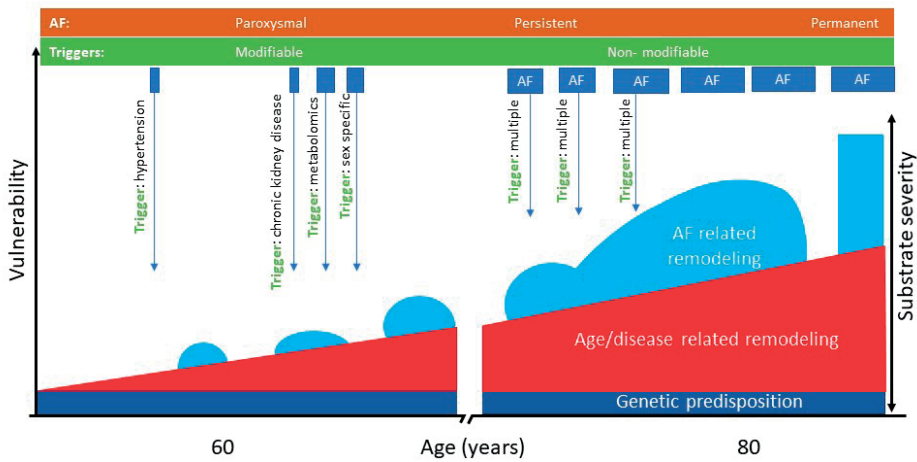 AF: Paroxysmal Persistent Permanent
Triggers: Modifiable Non- modifiable
AF AF AF AF AF AF
Trigger: hypertension
Trigger: chronic kidney disease
Trigger: metabolomics
Trigger: sex specific
Trigger: multiple
Trigger: multiple
Trigger: multiple
Vulnerability
Substrate severity
AF related
remodeling
Age/disease related remodeling
Genetic predisposition
60 Age (years) 80